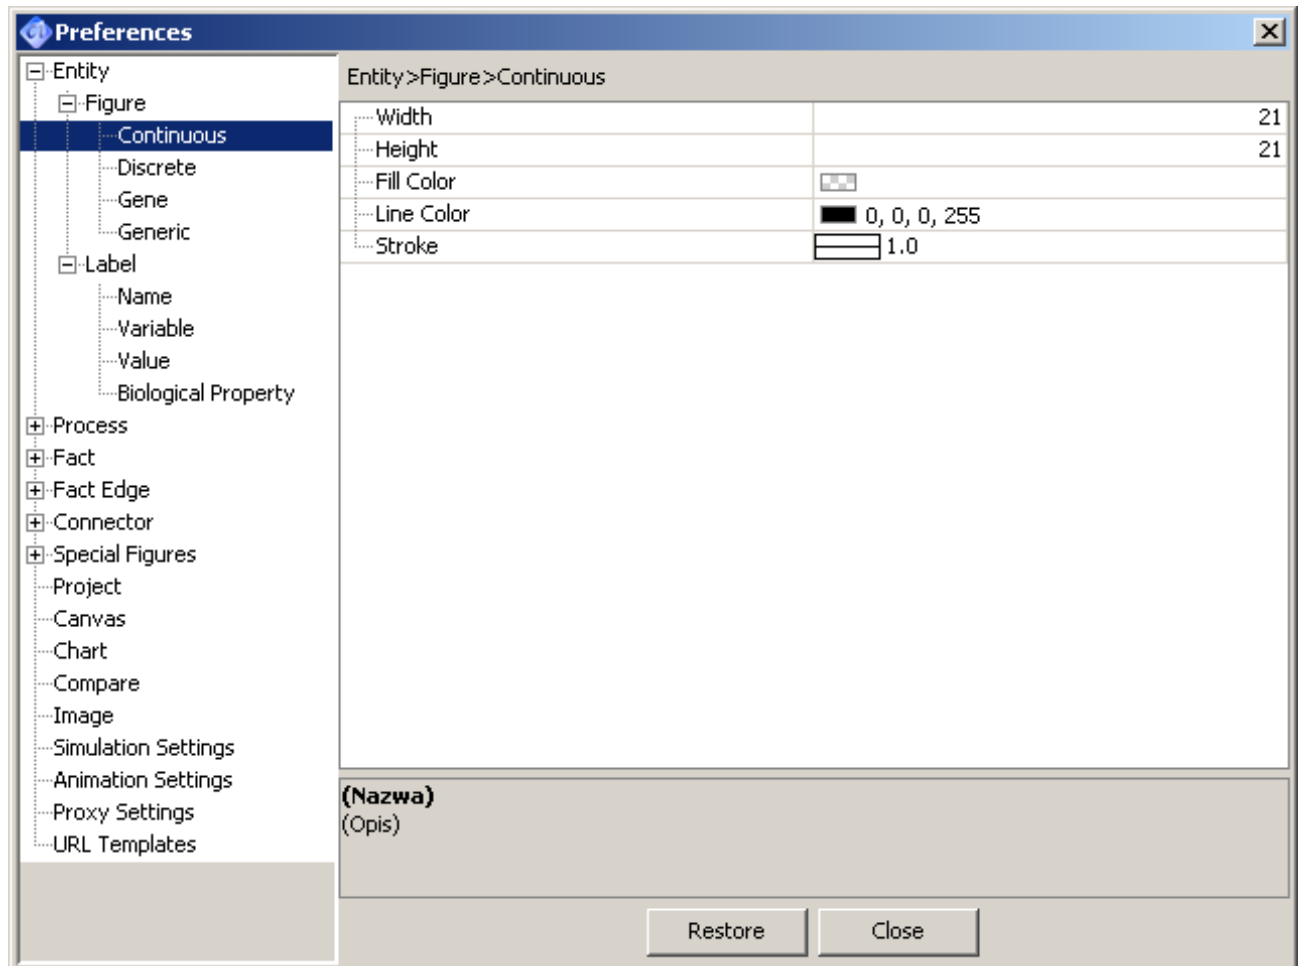 Preferences
Entity
Figure
Continuous
Discrete
Gene
Generic
Label
Name
Variable
Value
Biological Property
Process
Fact
Fact Edge
Connector
Special Figures
Project
Canvas
Chart
Compare
Image
Simulation Settings
Animation Settings
Proxy Settings
URL Templates
Entity>Figure>Continuous
Width 21
Height 21
Fill Color
Line Color 0, 0, 0, 255
Stroke 1.0
(Nazwa)
(Opis)
Restore Close